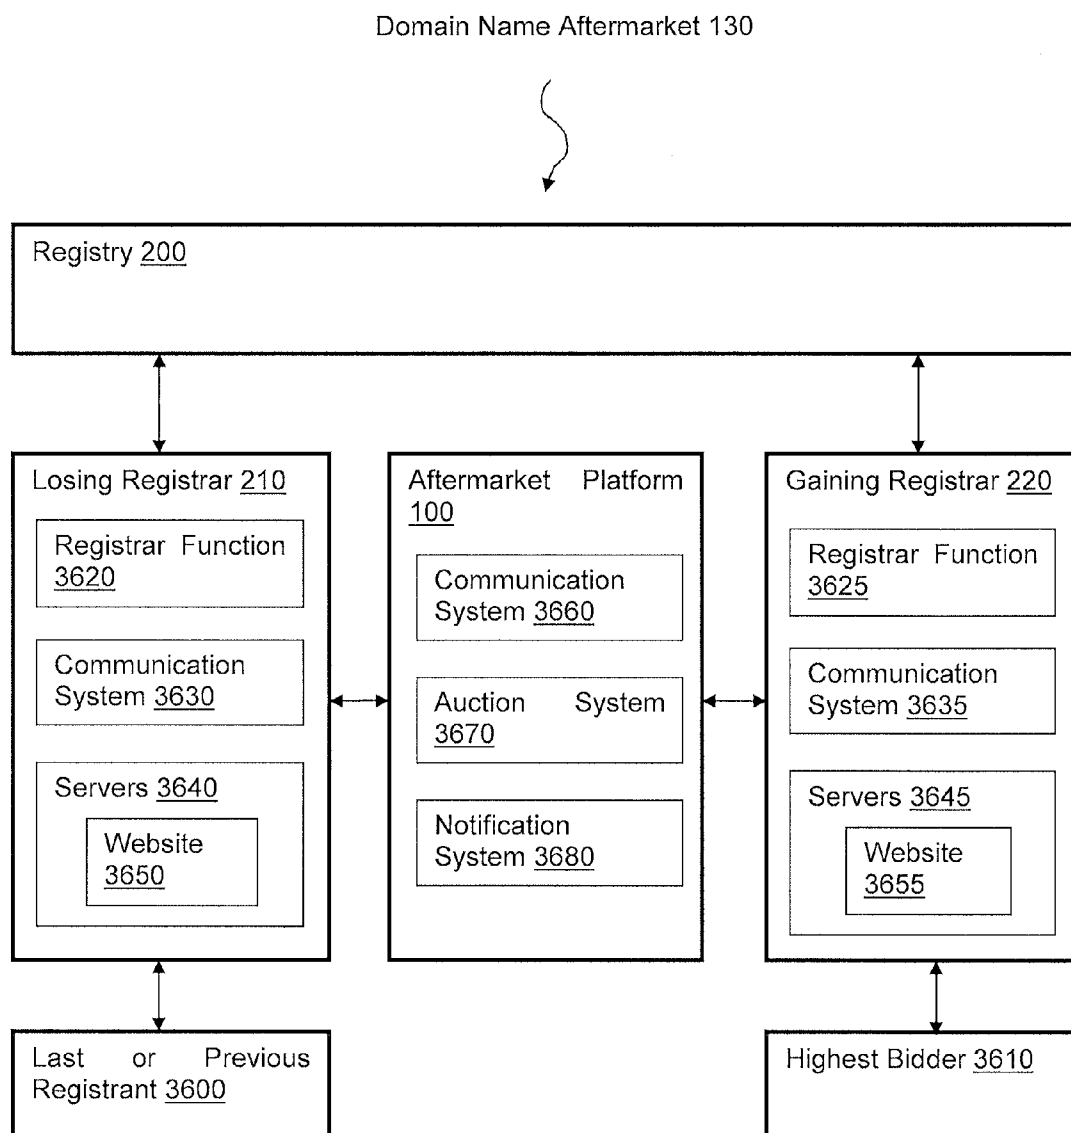 Domain Name Aftermarket 130
Registry 200
Losing Registrar 210
Registrar Function
3620
Communication
System 3630
Servers 3640
Website
3650
Aftermarket Platform
100
Communication
System 3660
Auction System
3670
Notification
System 3680
Gaining Registrar 220
Registrar Function
3625
Communication
System 3635
Servers 3645
Website
3655
Last or Previous
Registrant 3600
Highest Bidder 3610